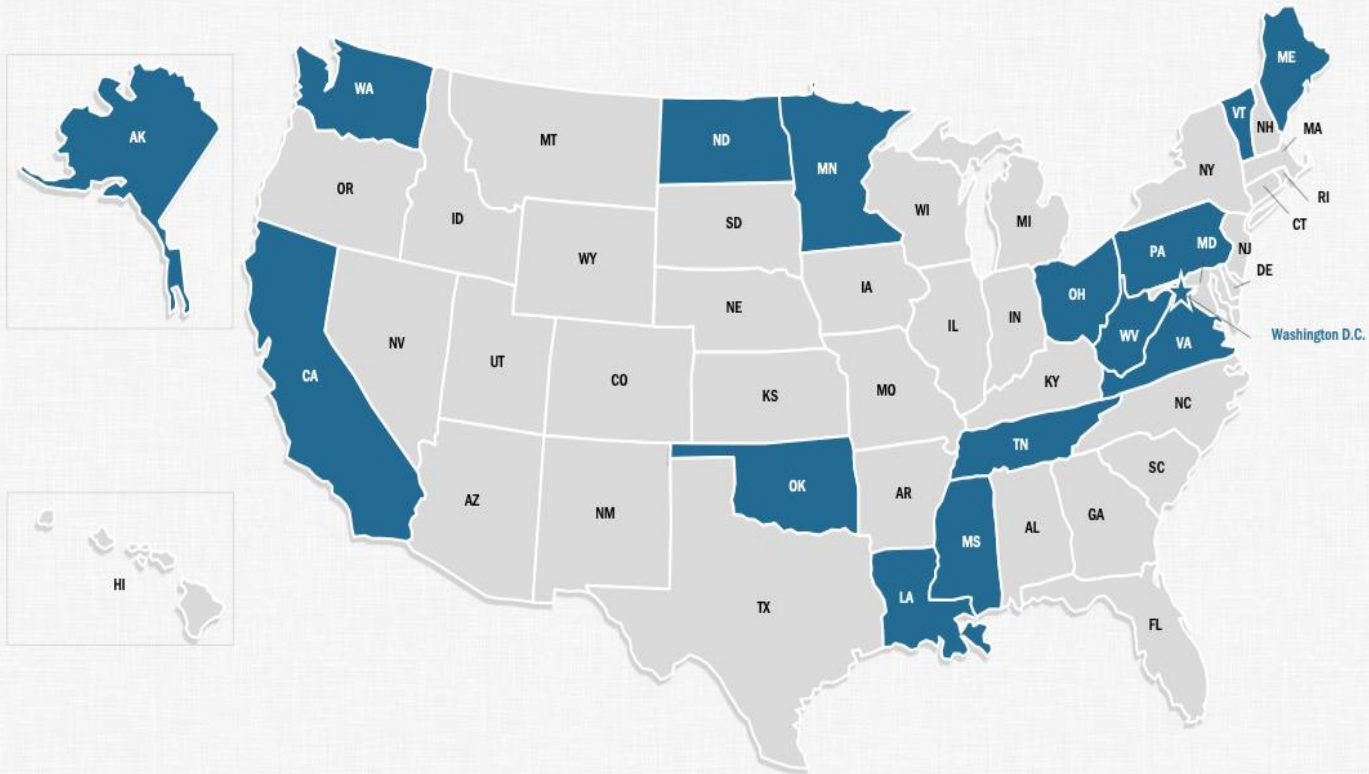 ME
WA
VT
AK
ND
NH
MA
MT
MN
NY
OR
RI
ID
SD
WI
MI
CT
WY
PA
MD
NJ
DE
IA
OH
NE
IL
IN
Washington D.C.
NV
WV
VA
UT
CO
CA
KS
MO
KY
NC
TN
SC
OK
AR
AZ
NM
GA
AL
MS
HI
LA
TX
FL